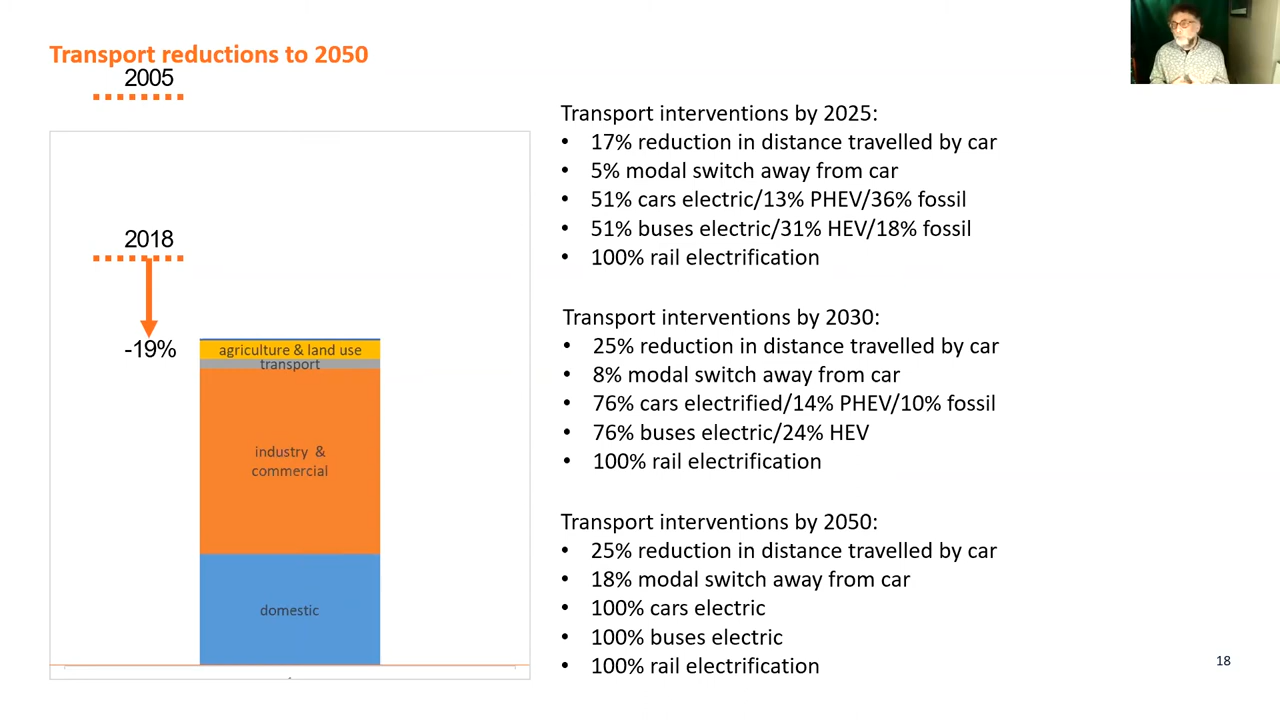 Transport reductions to 2050
2005
2018
-19%
agriculture & land use
transport
industry &
commercial
domestic
Transport interventions by 2025:
• 17% reduction in distance travelled by car
• 5% modal switch away from car
• 51% cars electric/13% PHEV/36% fossil
• 51% buses electric/31% HEV/18% fossil
• 100% rail electrification
Transport interventions by 2030:
• 25% reduction in distance travelled by car
• 8% modal switch away from car
• 76% cars electrified/14% PHEV/10% fossil
• 76% buses electric/24% HEV
• 100% rail electrification
Transport interventions by 2050:
• 25% reduction in distance travelled by car
• 18% modal switch away from car
• 100% cars electric
• 100% buses electric
• 100% rail electrification
18